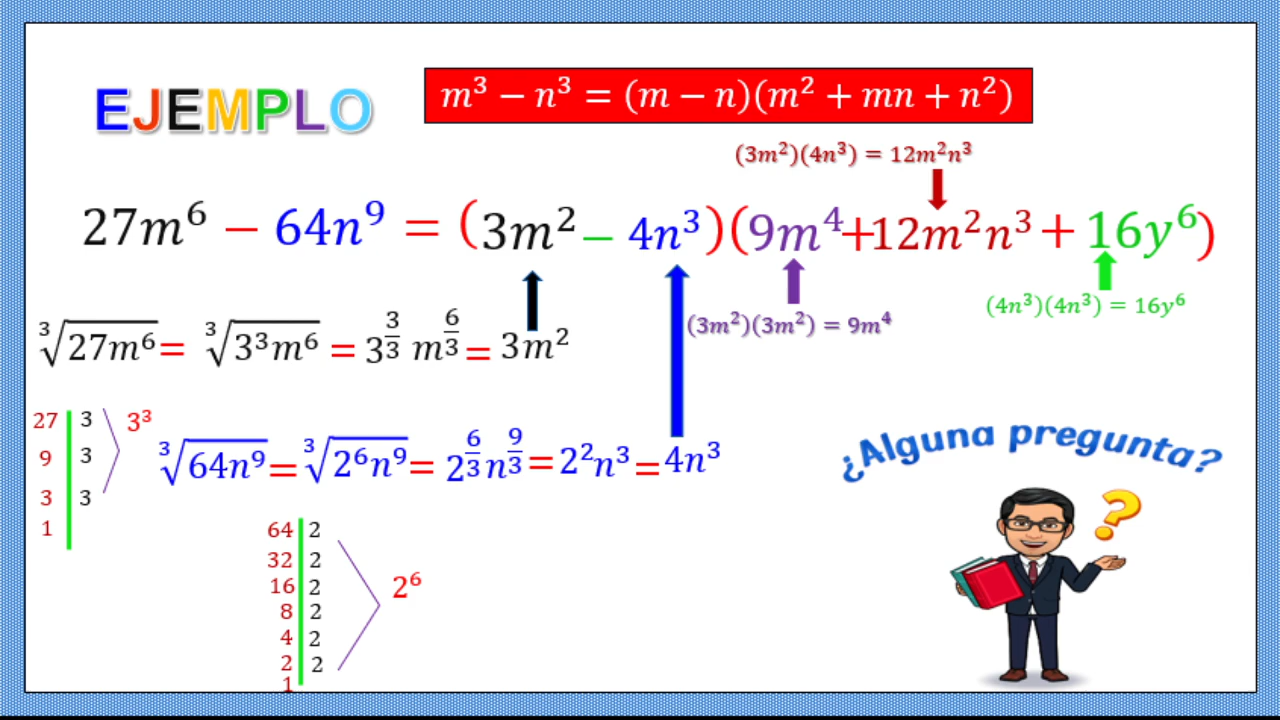 EJEMPLO
m³ − n³ = (m − n)(m² + mn + n²)
(3m²)(4n³) = 12m²n³
27m⁶ − 64n⁹ = (3m² − 4n³)(9m⁴+12m²n³ + 16y⁶)
(4n³)(4n³) = 16y⁶
(3m²)(3m²) = 9m⁴
∛(27m⁶) = ∛(3³m⁶) = 3^(3/3) m^(6/3) = 3m²
27 | 3
9 | 3
3 | 3
1
3³
∛(64n⁹) = ∛(2⁶n⁹) = 2^(6/3) n^(9/3) = 2²n³ = 4n³
¿Alguna pregunta?
?
64 | 2
32 | 2
16 | 2
8 | 2
4 | 2
2 | 2
1
2⁶